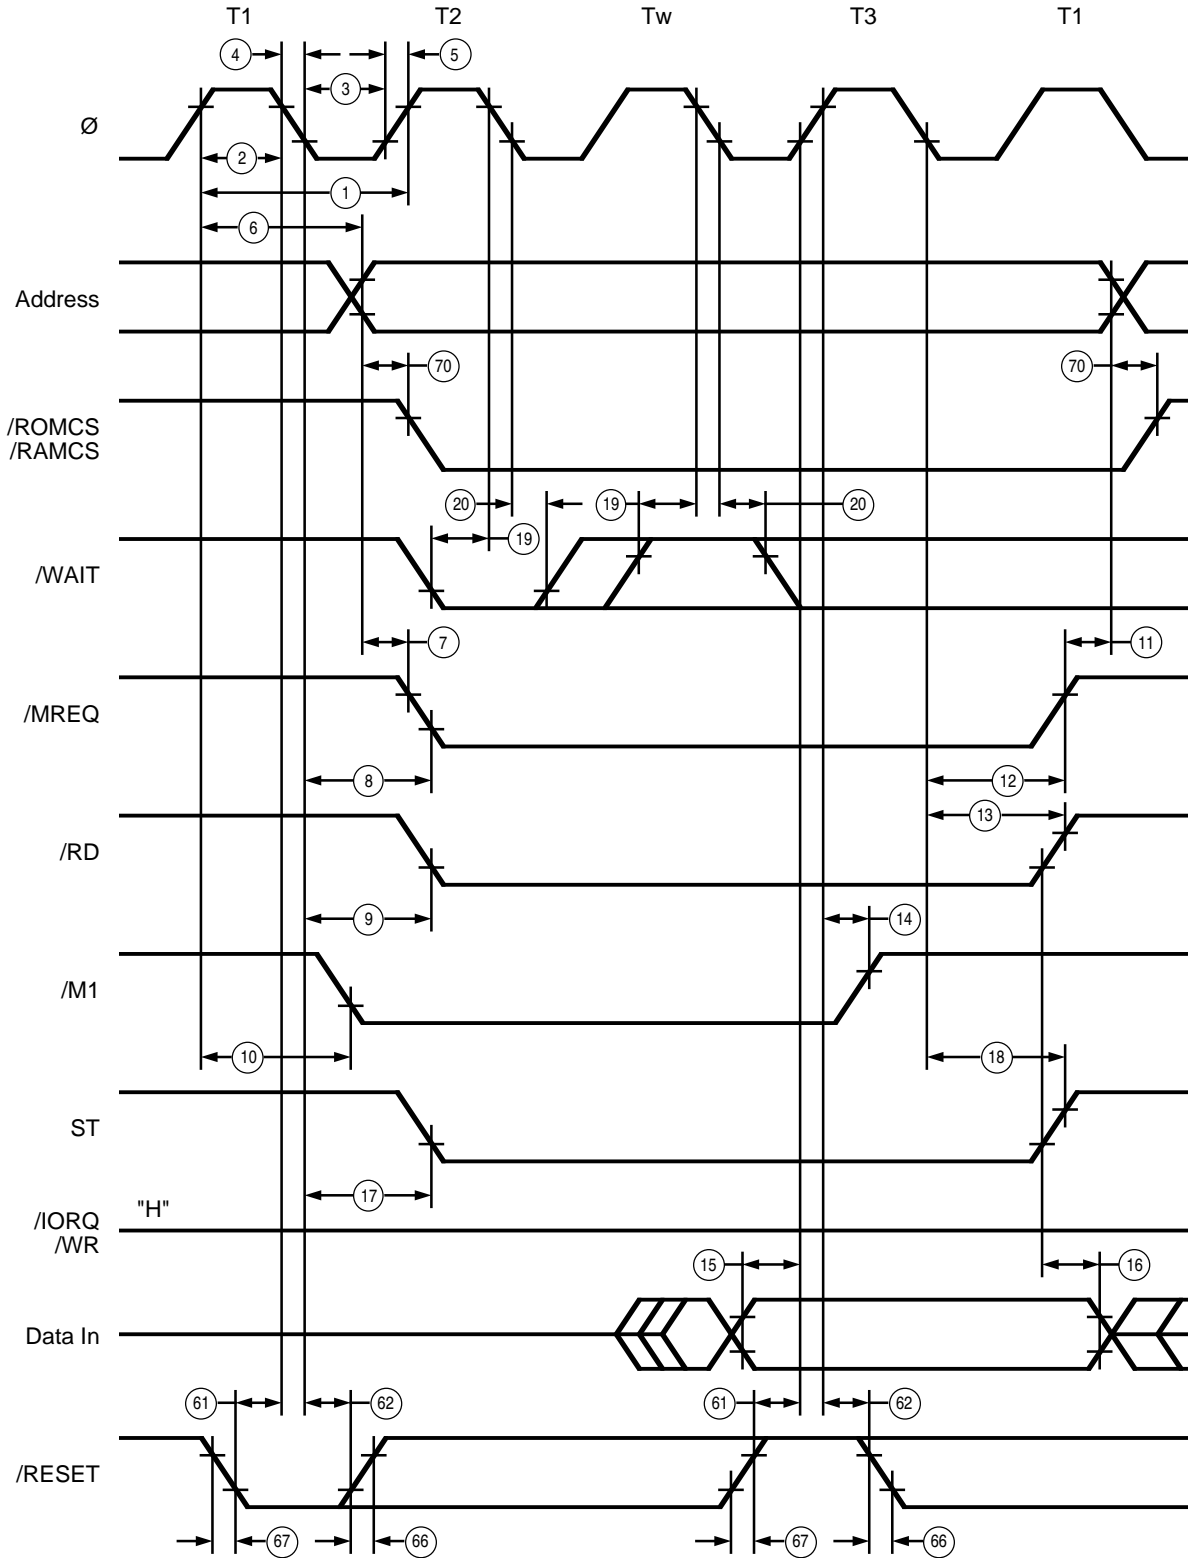 T1 T2 Tw T3 T1
4 5
3
Ø
2
1
6
Address
70 70
/ROMCS
/RAMCS
20 19 20
19
/WAIT
7 11
/MREQ
8 12
13
/RD
9 14
/M1
10 18
ST
17
"H"
/IORQ
/WR
15 16
Data In
61 62 61 62
/RESET
67 66 67 66